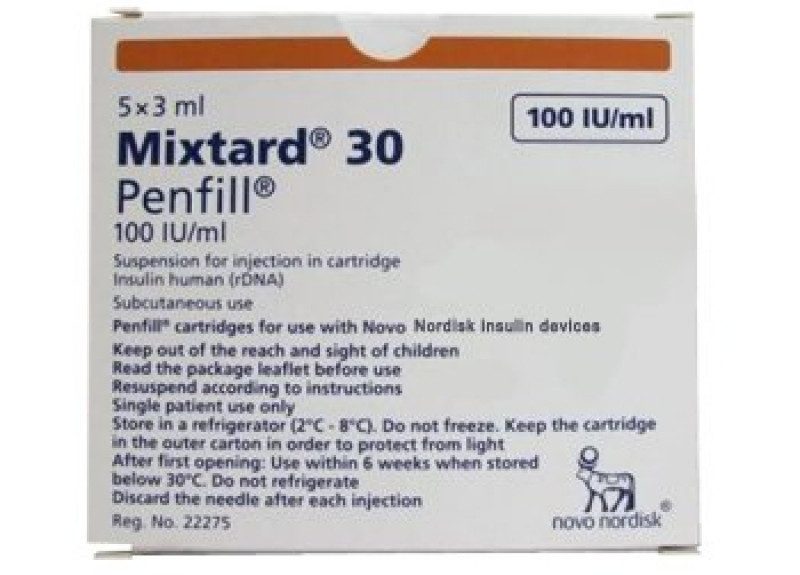 5×3 ml
100 IU/ml
Mixtard® 30
Penfill®
100 IU/ml
Suspension for injection in cartridge
Insulin human (rDNA)
Subcutaneous use
Penfill® cartridges for use with Novo Nordisk Insulin devices
Keep out of the reach and sight of children
Read the package leaflet before use
Resuspend according to instructions
Single patient use only
Store in a refrigerator (2°C - 8°C). Do not freeze. Keep the cartridge
in the outer carton in order to protect from light
After first opening: Use within 6 weeks when stored
below 30°C. Do not refrigerate
Discard the needle after each injection
Reg. No. 22275
novo nordisk®